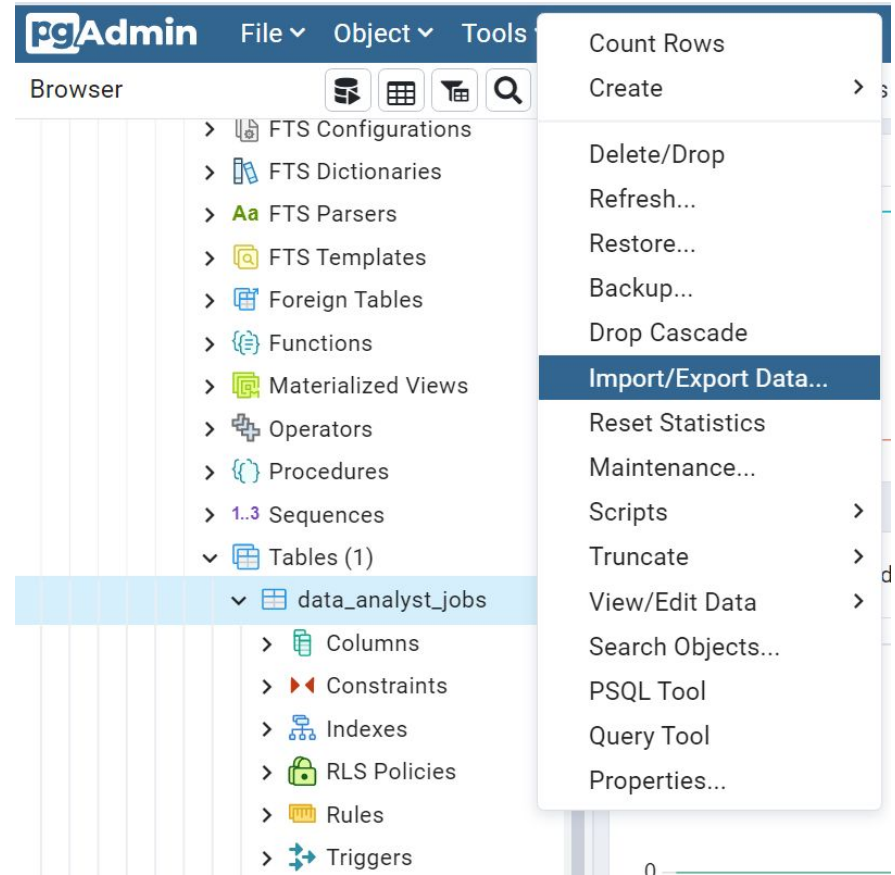 pgAdmin File Object Tools
Browser
FTS Configurations
FTS Dictionaries
Aa FTS Parsers
FTS Templates
Foreign Tables
Functions
Materialized Views
Operators
Procedures
1..3 Sequences
Tables (1)
data_analyst_jobs
Columns
Constraints
Indexes
RLS Policies
Rules
Triggers
Count Rows
Create
Delete/Drop
Refresh...
Restore...
Backup...
Drop Cascade
Import/Export Data...
Reset Statistics
Maintenance...
Scripts
Truncate
View/Edit Data
Search Objects...
PSQL Tool
Query Tool
Properties...
0